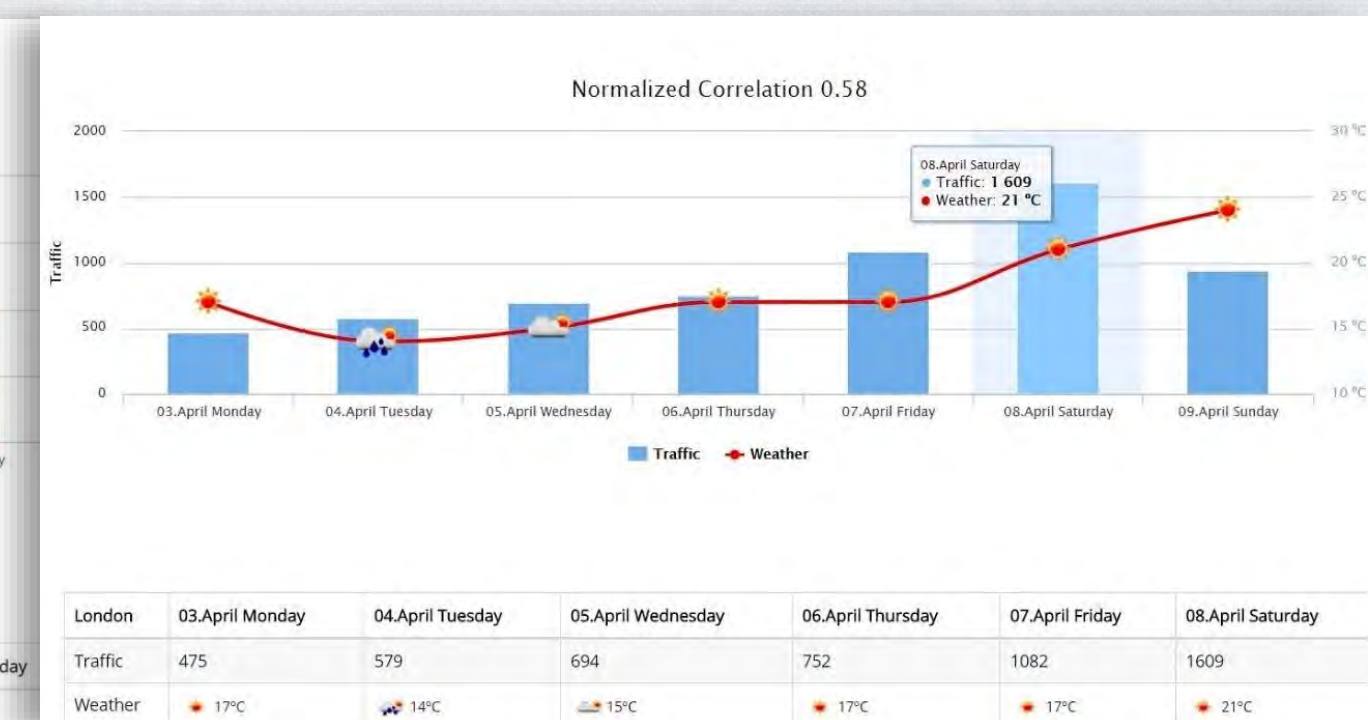 Normalized Correlation 0.58
2000
1500
1000
500
0
Traffic
30 °C
25 °C
20 °C
15 °C
10 °C
08.April Saturday
Traffic: 1 609
Weather: 21 °C
03.April Monday 04.April Tuesday 05.April Wednesday 06.April Thursday 07.April Friday 08.April Saturday 09.April Sunday
Traffic Weather
London 03.April Monday 04.April Tuesday 05.April Wednesday 06.April Thursday 07.April Friday 08.April Saturday
Traffic 475 579 694 752 1082 1609
Weather 17°C 14°C 15°C 17°C 17°C 21°C